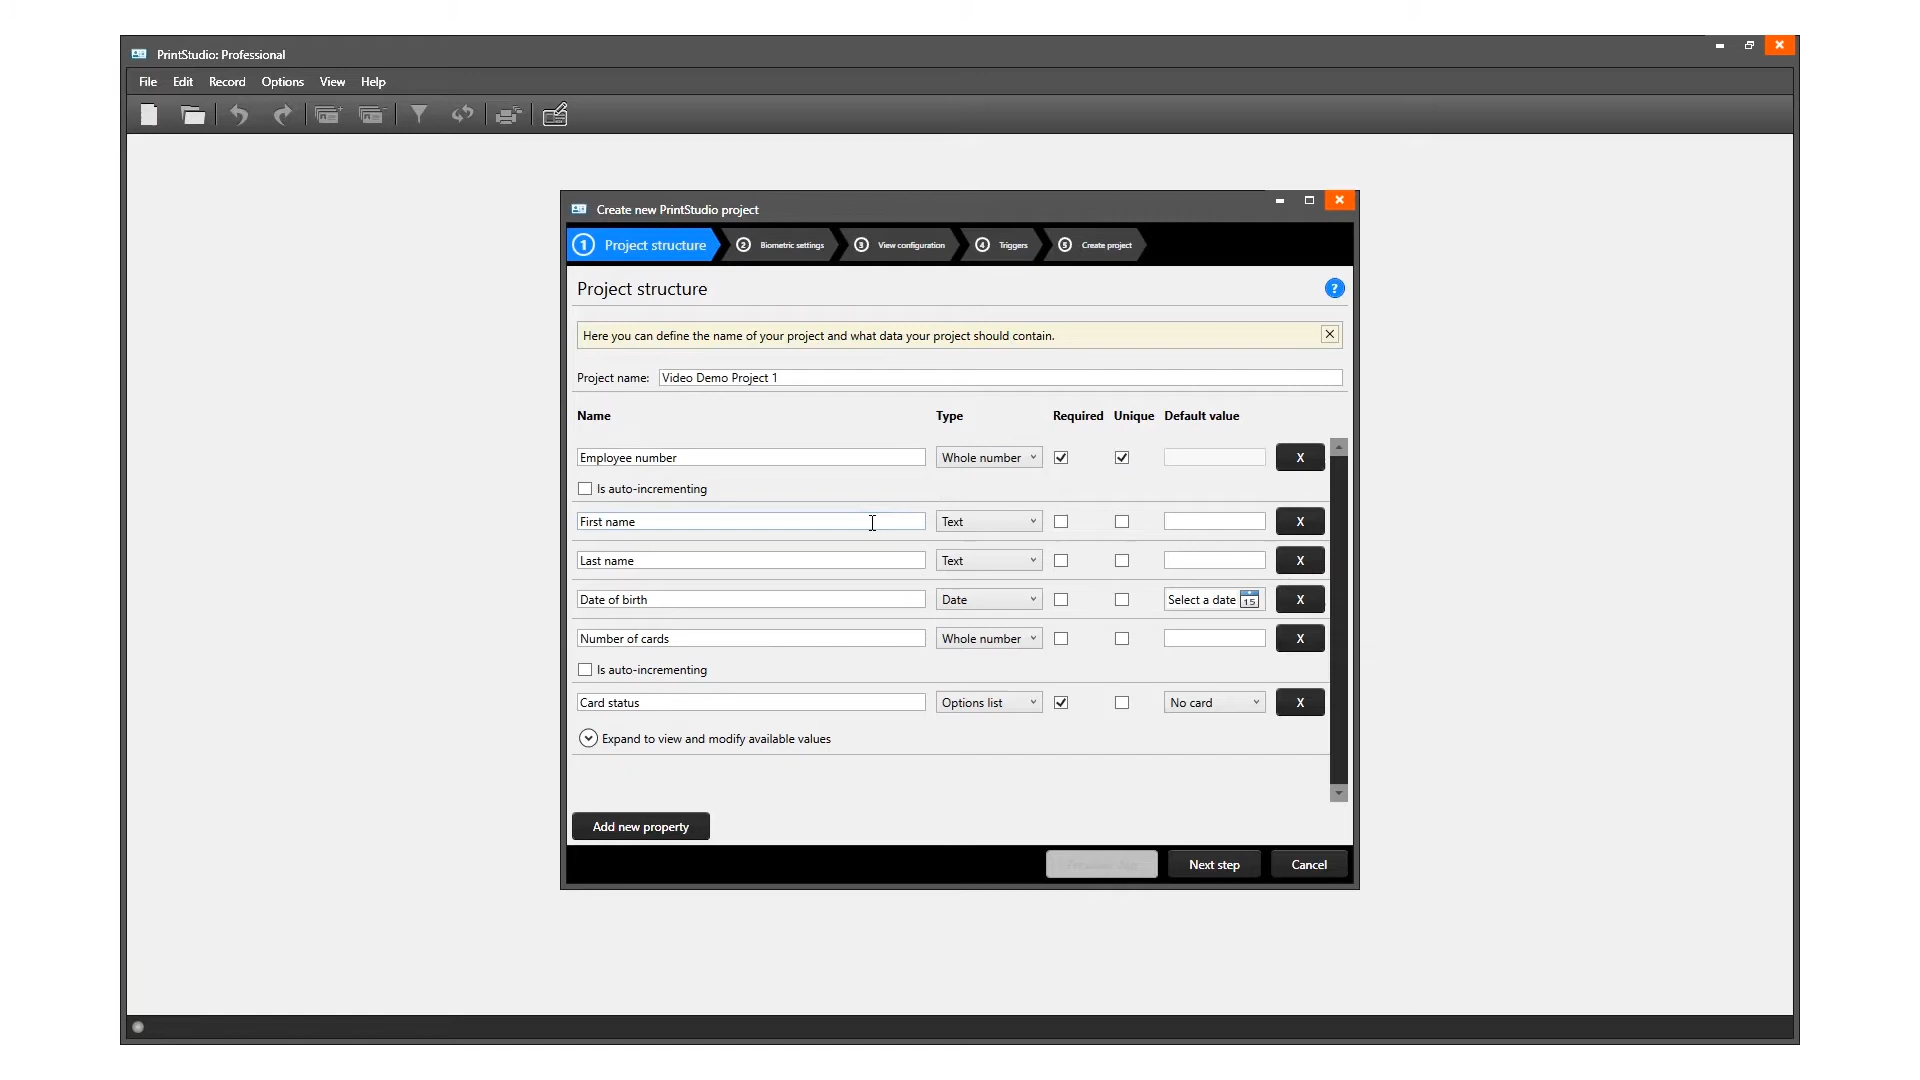 PrintStudio: Professional
File Edit Record Options View Help
Create new PrintStudio project
1 Project structure 2 Biometric settings 3 View configuration 4 Triggers 5 Create project
Project structure ?
Here you can define the name of your project and what data your project should contain.
Project name: Video Demo Project 1
Name Type Required Unique Default value
Employee number Whole number X
Is auto-incrementing
First name Text X
Last name Text X
Date of birth Date Select a date 15 X
Number of cards Whole number X
Is auto-incrementing
Card status Options list No card X
Expand to view and modify available values
Add new property
Next step Cancel